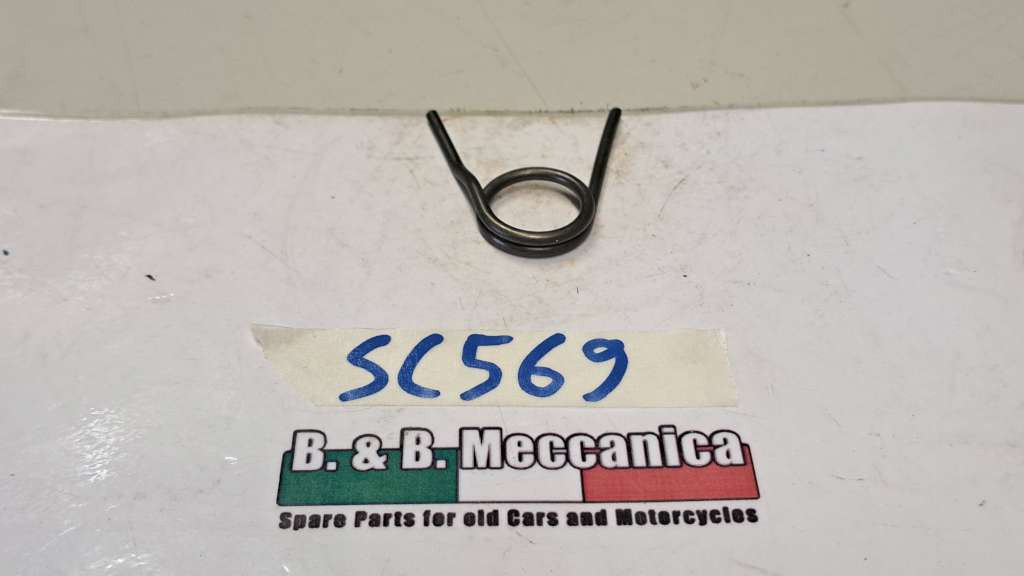 SC569
B. & B. Meccanica
Spare Parts for old Cars and Motorcycles